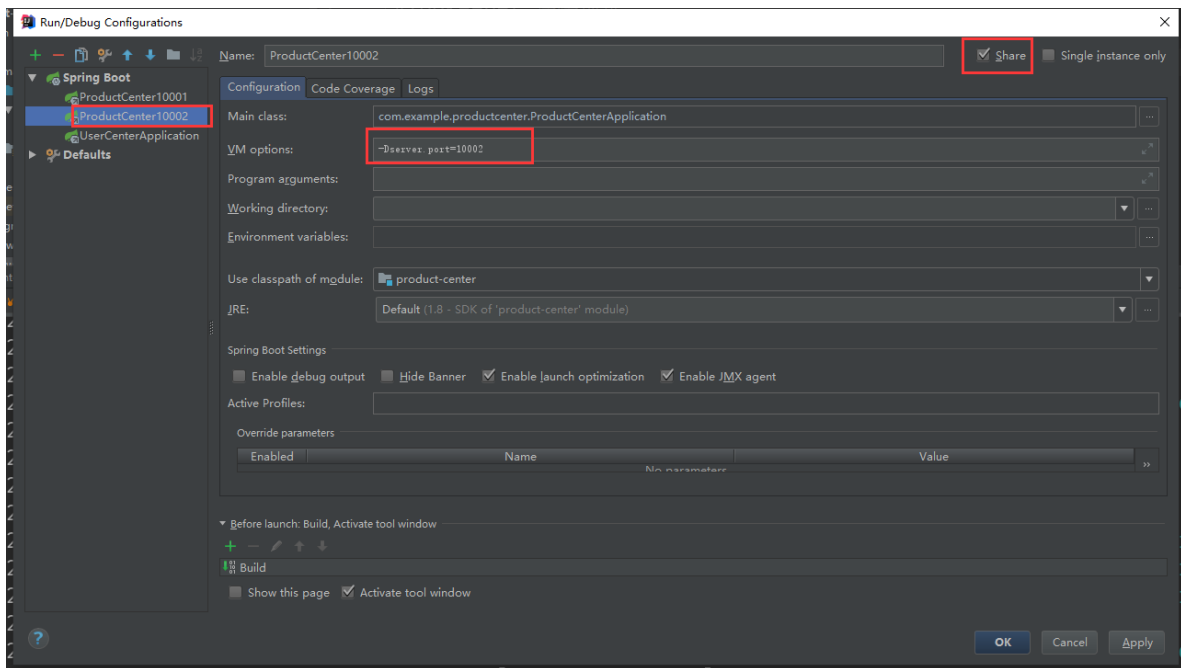 Run/Debug Configurations
Name: ProductCenter10002
Share
Single instance only
Spring Boot
ProductCenter10001
ProductCenter10002
UserCenterApplication
Defaults
Configuration Code Coverage Logs
Main class: com.example.productcenter.ProductCenterApplication
VM options: -Dserver.port=10002
Program arguments:
Working directory:
Environment variables:
Use classpath of module: product-center
JRE: Default (1.8 - SDK of 'product-center' module)
Spring Boot Settings
Enable debug output Hide Banner Enable launch optimization Enable JMX agent
Active Profiles:
Override parameters
Enabled Name Value
No parameters
Before launch: Build, Activate tool window
Build
Show this page Activate tool window
OK Cancel Apply